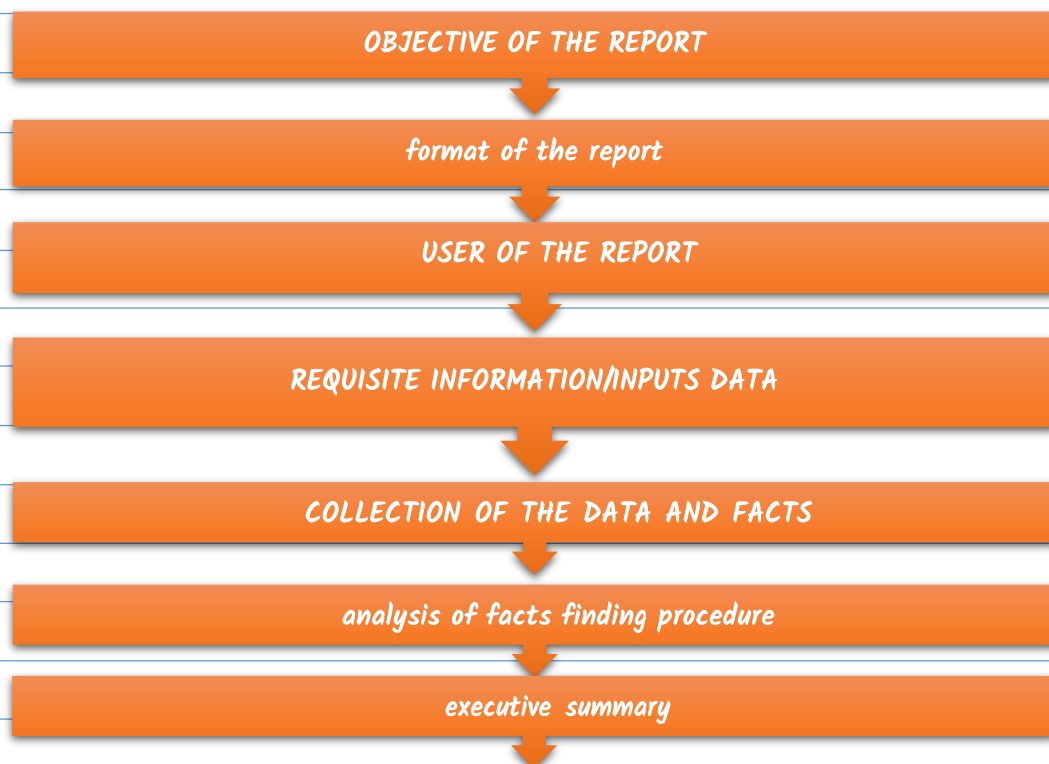 OBJECTIVE OF THE REPORT
format of the report
USER OF THE REPORT
REQUISITE INFORMATION/INPUTS DATA
COLLECTION OF THE DATA AND FACTS
analysis of facts finding procedure
executive summary